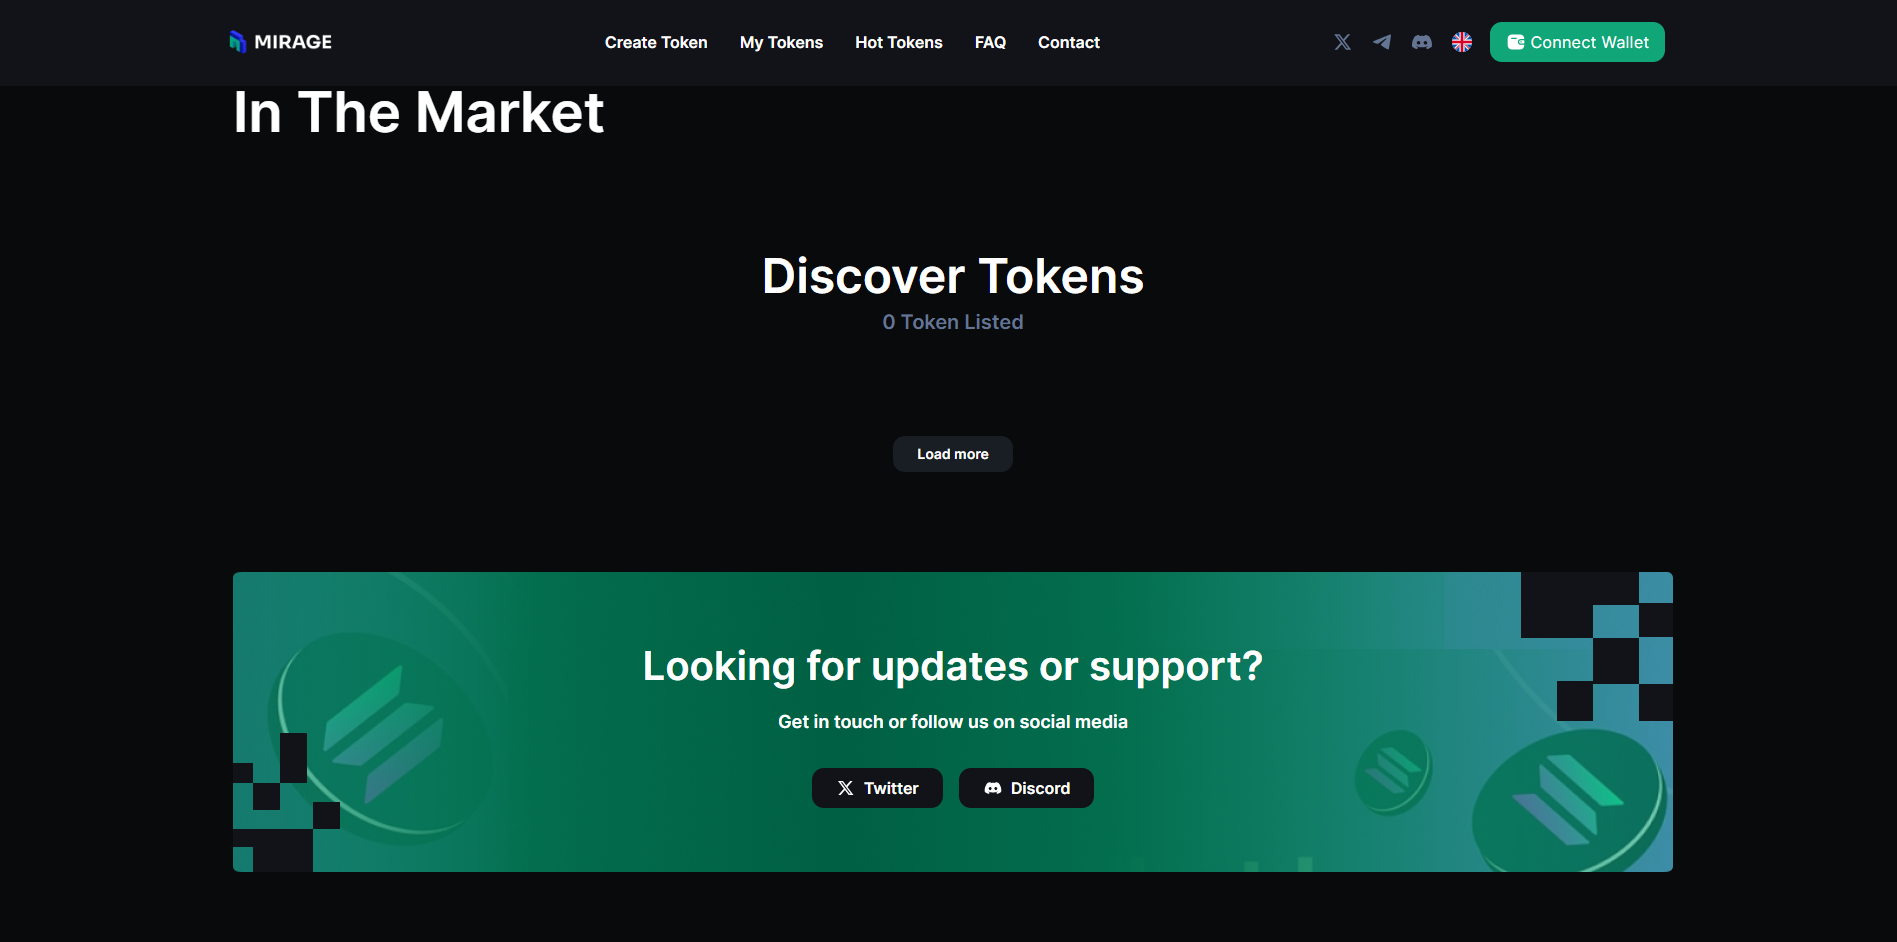 MIRAGE
Create Token
My Tokens
Hot Tokens
FAQ
Contact
Connect Wallet
In The Market
Discover Tokens
0 Token Listed
Load more
Looking for updates or support?
Get in touch or follow us on social media
Twitter
Discord